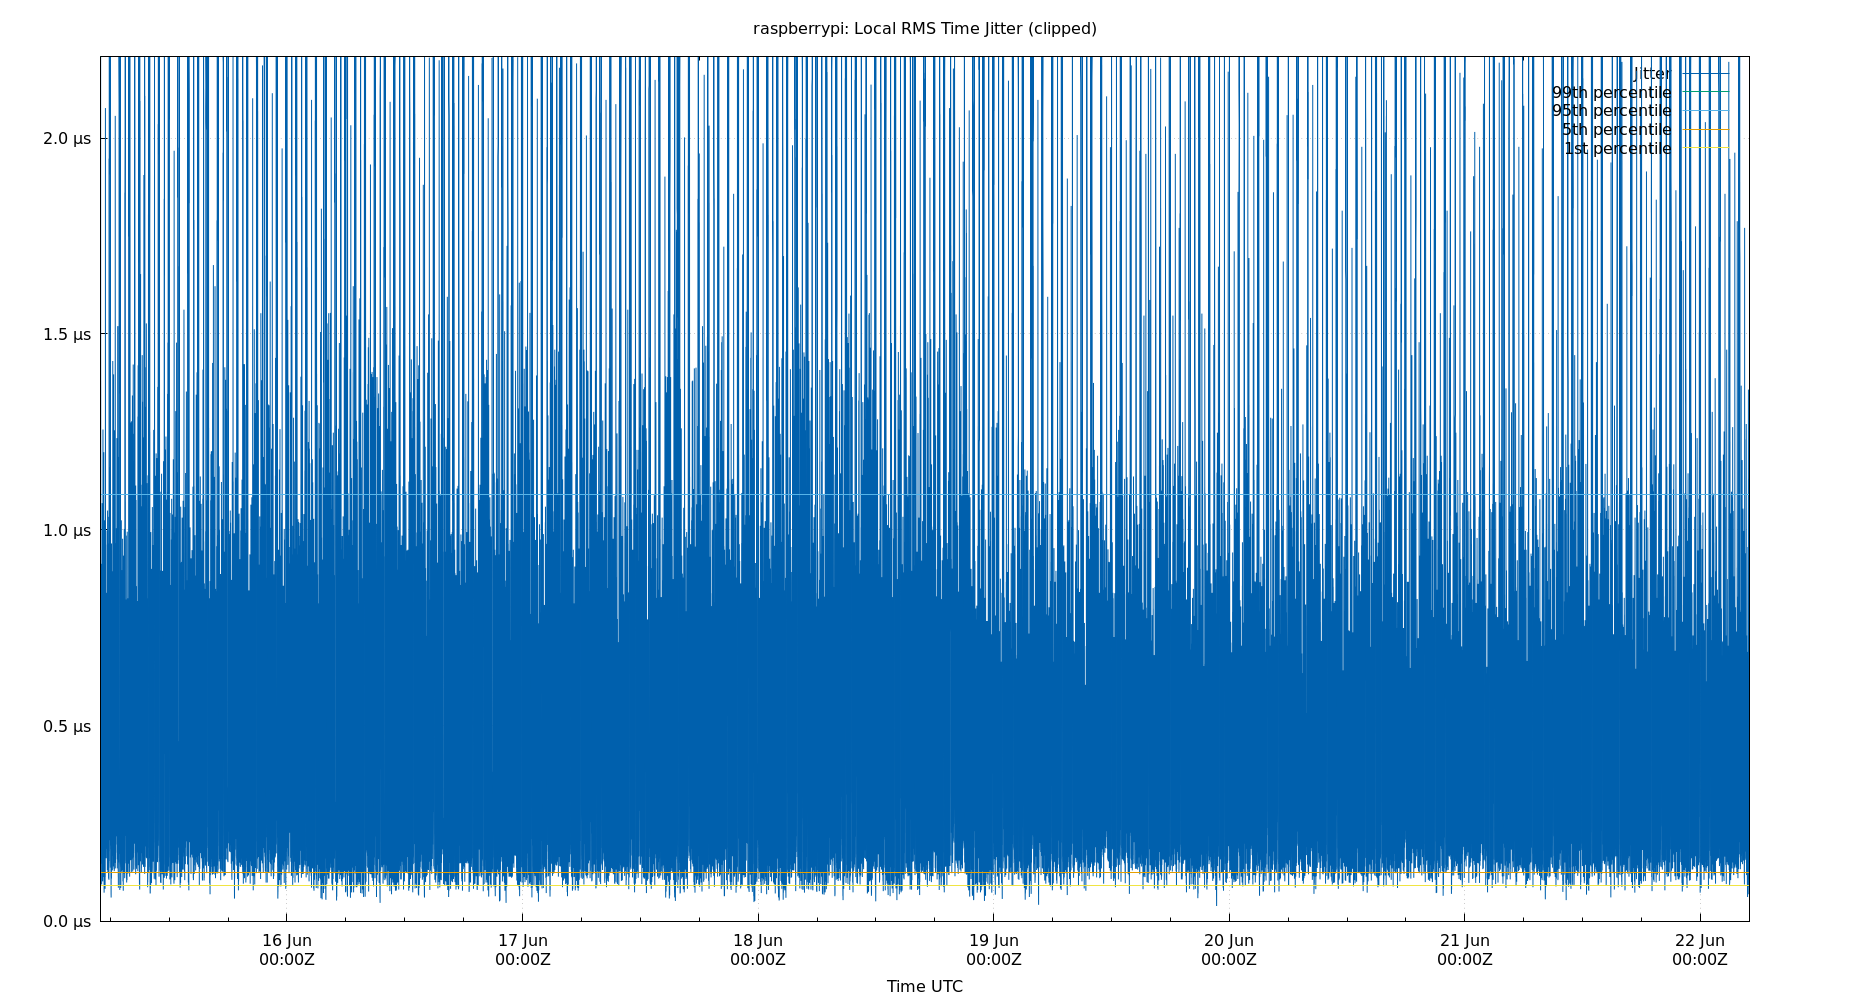 raspberrypi: Local RMS Time Jitter (clipped)
Jitter
99th percentile
95th percentile
5th percentile
1st percentile
2.0 μs
1.5 μs
1.0 μs
0.5 μs
0.0 μs
16 Jun 17 Jun 18 Jun 19 Jun 20 Jun 21 Jun 22 Jun
00:00Z 00:00Z 00:00Z 00:00Z 00:00Z 00:00Z 00:00Z
Time UTC